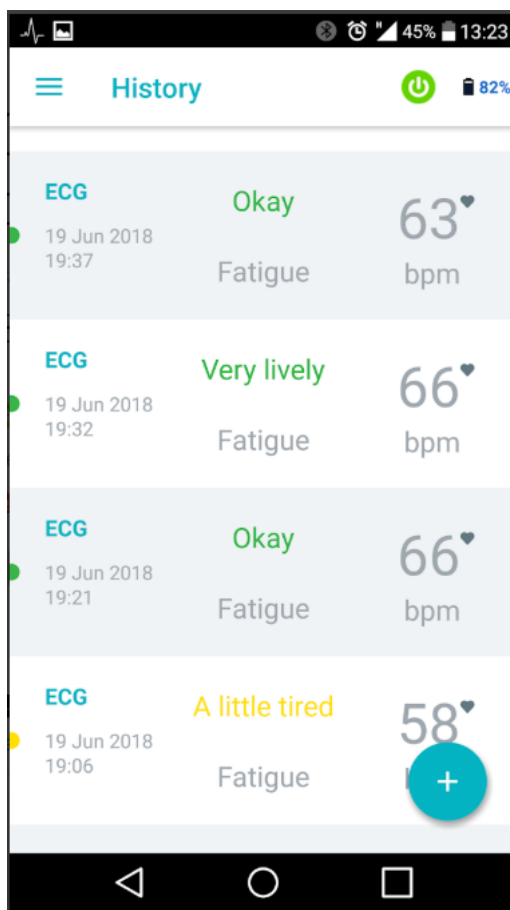 H 45% 13:23
History 82%
ECG
Okay
63
19 Jun 2018
19:37
Fatigue
bpm
ECG
Very lively
66
19 Jun 2018
19:32
Fatigue
bpm
ECG
Okay
66
19 Jun 2018
19:21
Fatigue
bpm
ECG
A little tired
58
19 Jun 2018
19:06
Fatigue
+